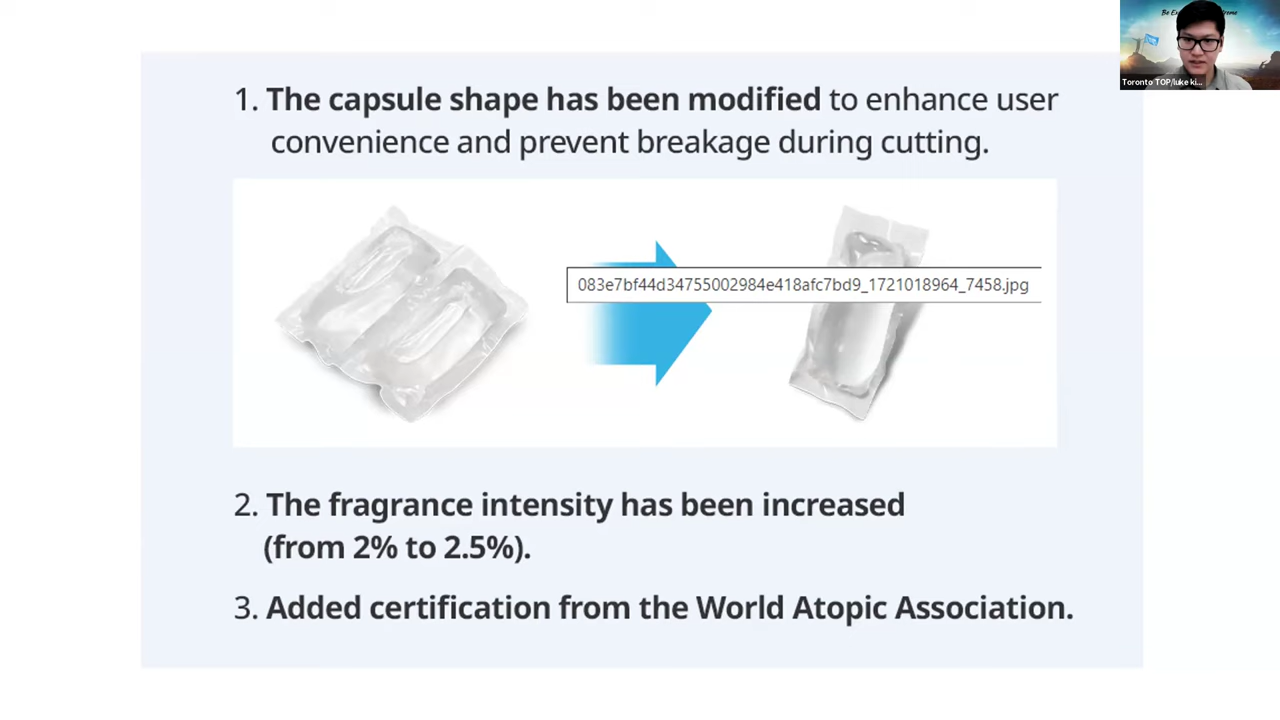 1. The capsule shape has been modified to enhance user
convenience and prevent breakage during cutting.
083e7bf44d34755002984e418afc7bd9_1721018964_7458.jpg
2. The fragrance intensity has been increased
(from 2% to 2.5%).
3. Added certification from the World Atopic Association.
Toronto TOP/luke ki...